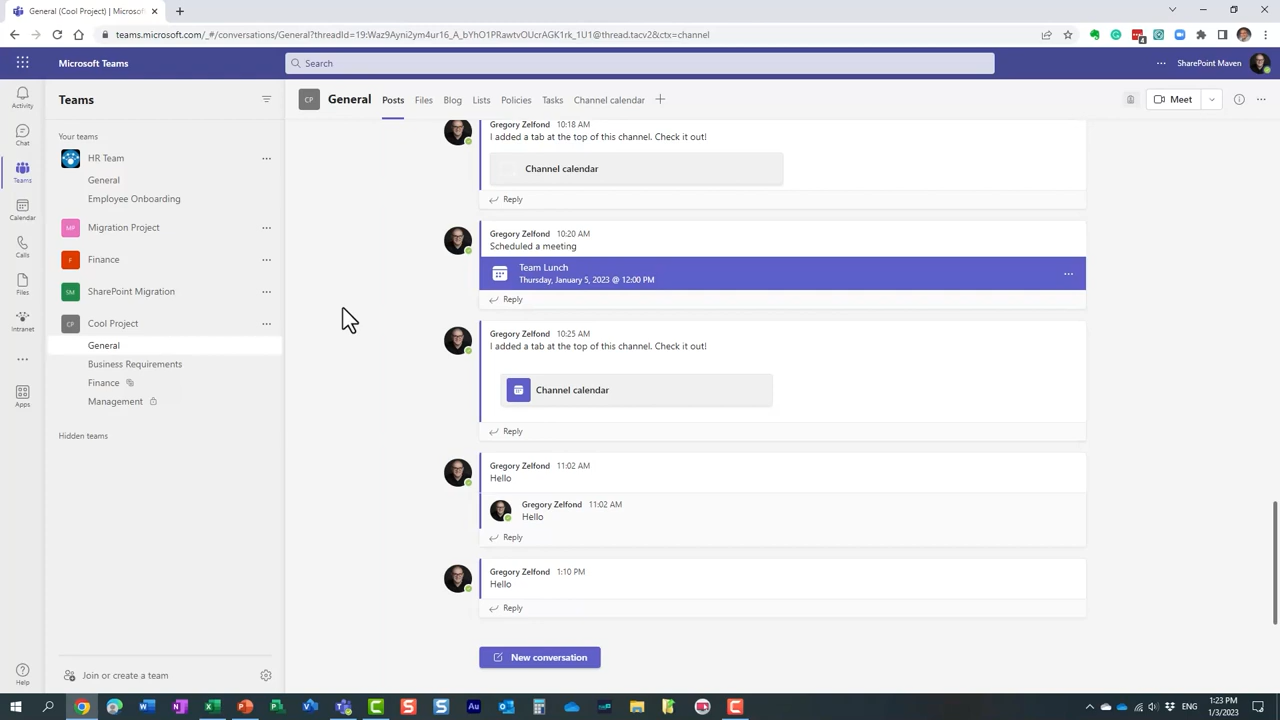 General (Cool Project) | Microsoft
teams.microsoft.com/_#/conversations/General?threadId=19:Waz9Ayni2ym4ur16_A_bYhO1PRawtvOUcrAGK1rk_1U1@thread.tacv2&ctx=channel
4
Microsoft Teams
Search
SharePoint Maven
Activity
Chat
Teams
Calendar
Calls
Files
Intranet
Apps
Help
Teams
Your teams
HR Team
General
Employee Onboarding
MP Migration Project
F Finance
SM SharePoint Migration
CP Cool Project
General
Business Requirements
Finance
Management
Hidden teams
Join or create a team
CP General Posts Files Blog Lists Policies Tasks Channel calendar
Meet
Gregory Zelfond 10:18 AM
I added a tab at the top of this channel. Check it out!
Channel calendar
Reply
Gregory Zelfond 10:20 AM
Scheduled a meeting
Team Lunch
Thursday, January 5, 2023 @ 12:00 PM
Reply
Gregory Zelfond 10:25 AM
I added a tab at the top of this channel. Check it out!
Channel calendar
Reply
Gregory Zelfond 11:02 AM
Hello
Gregory Zelfond 11:02 AM
Hello
Reply
Gregory Zelfond 1:10 PM
Hello
Reply
New conversation
ENG
1:23 PM
1/3/2023